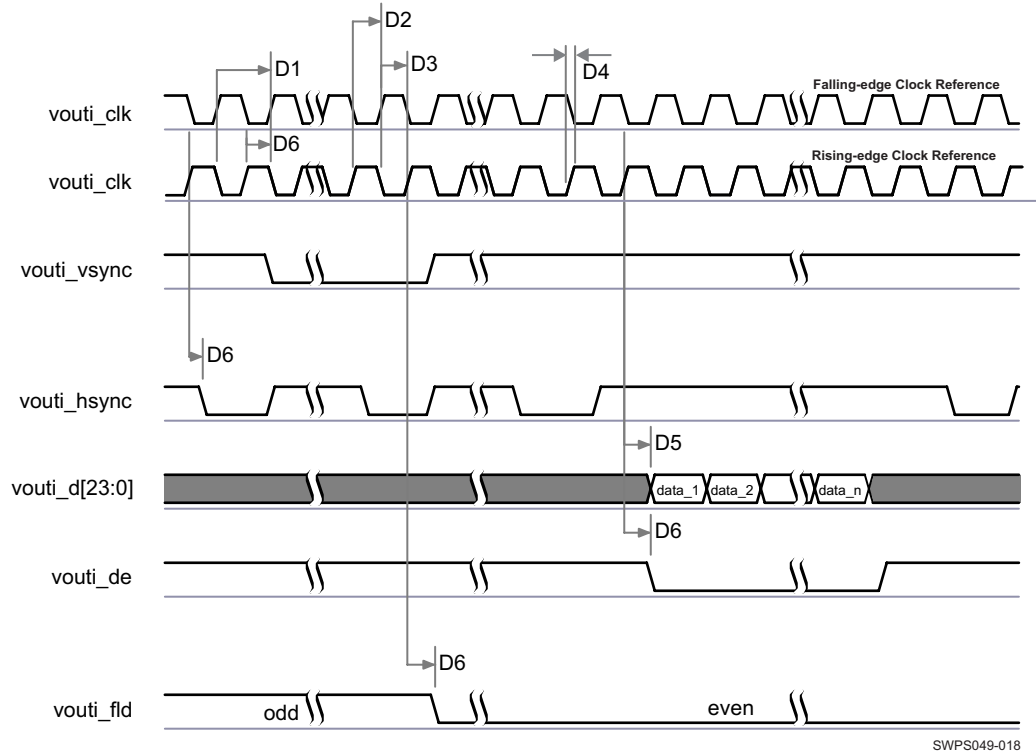 D2
D3
D1
D4
Falling-edge Clock Reference
vouti_clk
D6
Rising-edge Clock Reference
vouti_clk
vouti_vsync
D6
vouti_hsync
D5
vouti_d[23:0]
data_1 data_2 data_n
D6
vouti_de
D6
vouti_fld
odd even
SWPS049-018